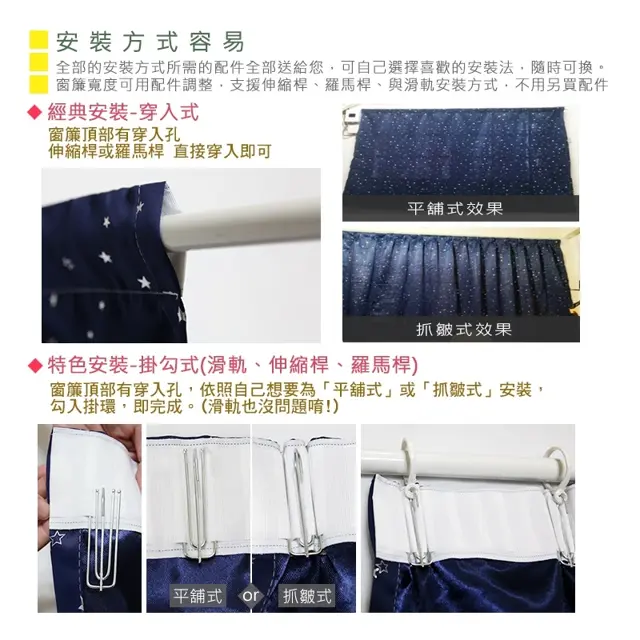 安裝方式容易
全部的安裝方式所需的配件全部送給您，可自己選擇喜歡的安裝法，隨時可換。
窗簾寬度可用配件調整，支援伸縮桿、羅馬桿、與滑軌安裝方式，不用另買配件
經典安裝-穿入式
窗簾頂部有穿入孔
伸縮桿或羅馬桿 直接穿入即可
平舖式效果
抓皺式效果
特色安裝-掛勾式(滑軌、伸縮桿、羅馬桿)
窗簾頂部有穿入孔，依照自己想要為「平舖式」或「抓皺式」安裝，
勾入掛環，即完成。(滑軌也沒問題唷!)
平舖式 or 抓皺式